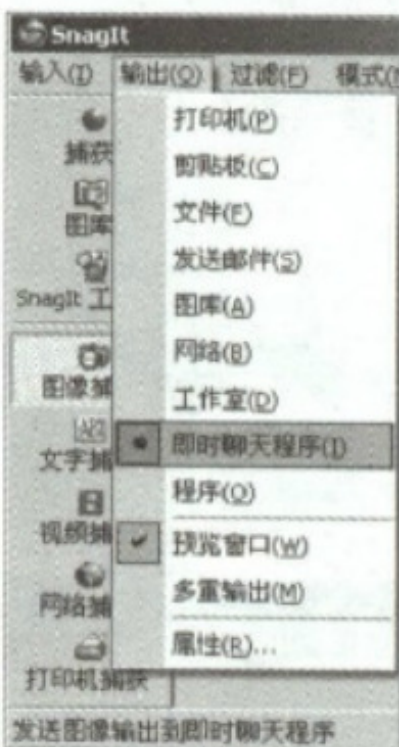 SnagIt
输入(I) 输出(O) 过滤(F) 模式(
打印机(P)
剪贴板(C)
文件(F)
发送邮件(S)
图库(A)
网络(B)
工作室(D)
即时聊天程序(I)
程序(O)
预览窗口(W)
多重输出(M)
属性(R)...
捕获
图库
SnagIt 工
图像捕
文字捕
视频捕
网络捕
打印机捕获
发送图像输出到即时聊天程序